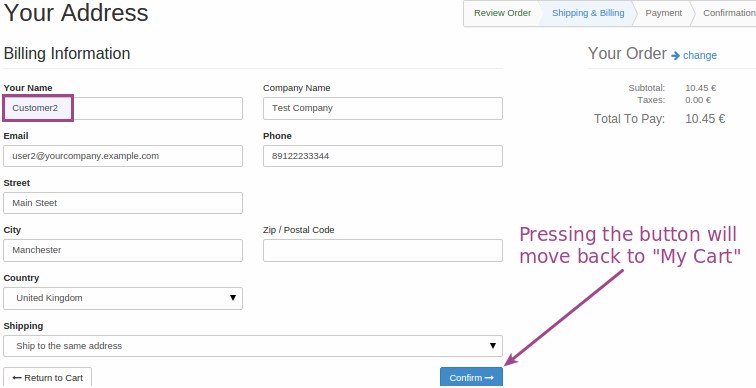 Your Address
Review Order
Shipping & Billing
Payment
Confirmation
Billing Information
Your Order change
Your Name
Company Name
Subtotal: 10.45 €
Customer2
Test Company
Taxes: 0.00 €
Total To Pay: 10.45 €
Email
Phone
user2@yourcompany.example.com
89122233344
Street
Main Steet
City
Zip / Postal Code
Manchester
Pressing the button will
move back to "My Cart"
Country
United Kingdom
Shipping
Ship to the same address
Return to Cart
Confirm